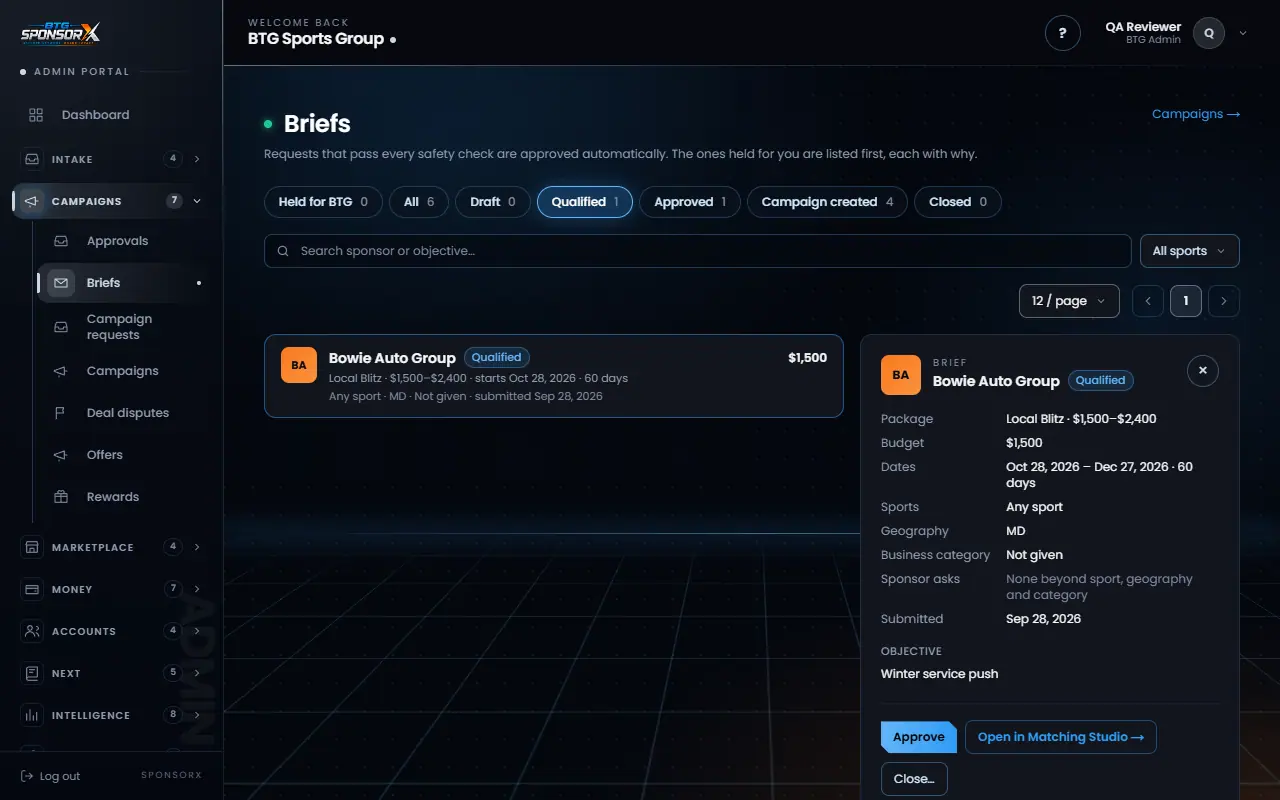 BTG
SPONSORX
ADMIN PORTAL
Dashboard
INTAKE 4
CAMPAIGNS 7
Approvals
Briefs
Campaign
requests
Campaigns
Deal disputes
Offers
Rewards
MARKETPLACE 4
MONEY 7
ACCOUNTS 4
NEXT 5
INTELLIGENCE 8
ADMIN
Log out SPONSORX
WELCOME BACK
BTG Sports Group
?
QA Reviewer
BTG Admin
Q
Briefs
Campaigns →
Requests that pass every safety check are approved automatically. The ones held for you are listed first, each with why.
Held for BTG 0 All 6 Draft 0 Qualified 1 Approved 1 Campaign created 4 Closed 0
Search sponsor or objective…
All sports
12 / page
1
BA
Bowie Auto Group Qualified $1,500
Local Blitz · $1,500–$2,400 · starts Oct 28, 2026 · 60 days
Any sport · MD · Not given · submitted Sep 28, 2026
BA
BRIEF
Bowie Auto Group Qualified
×
Package Local Blitz · $1,500–$2,400
Budget $1,500
Dates Oct 28, 2026 – Dec 27, 2026 · 60
days
Sports Any sport
Geography MD
Business category Not given
Sponsor asks None beyond sport, geography
and category
Submitted Sep 28, 2026
OBJECTIVE
Winter service push
Approve Open in Matching Studio →
Close…